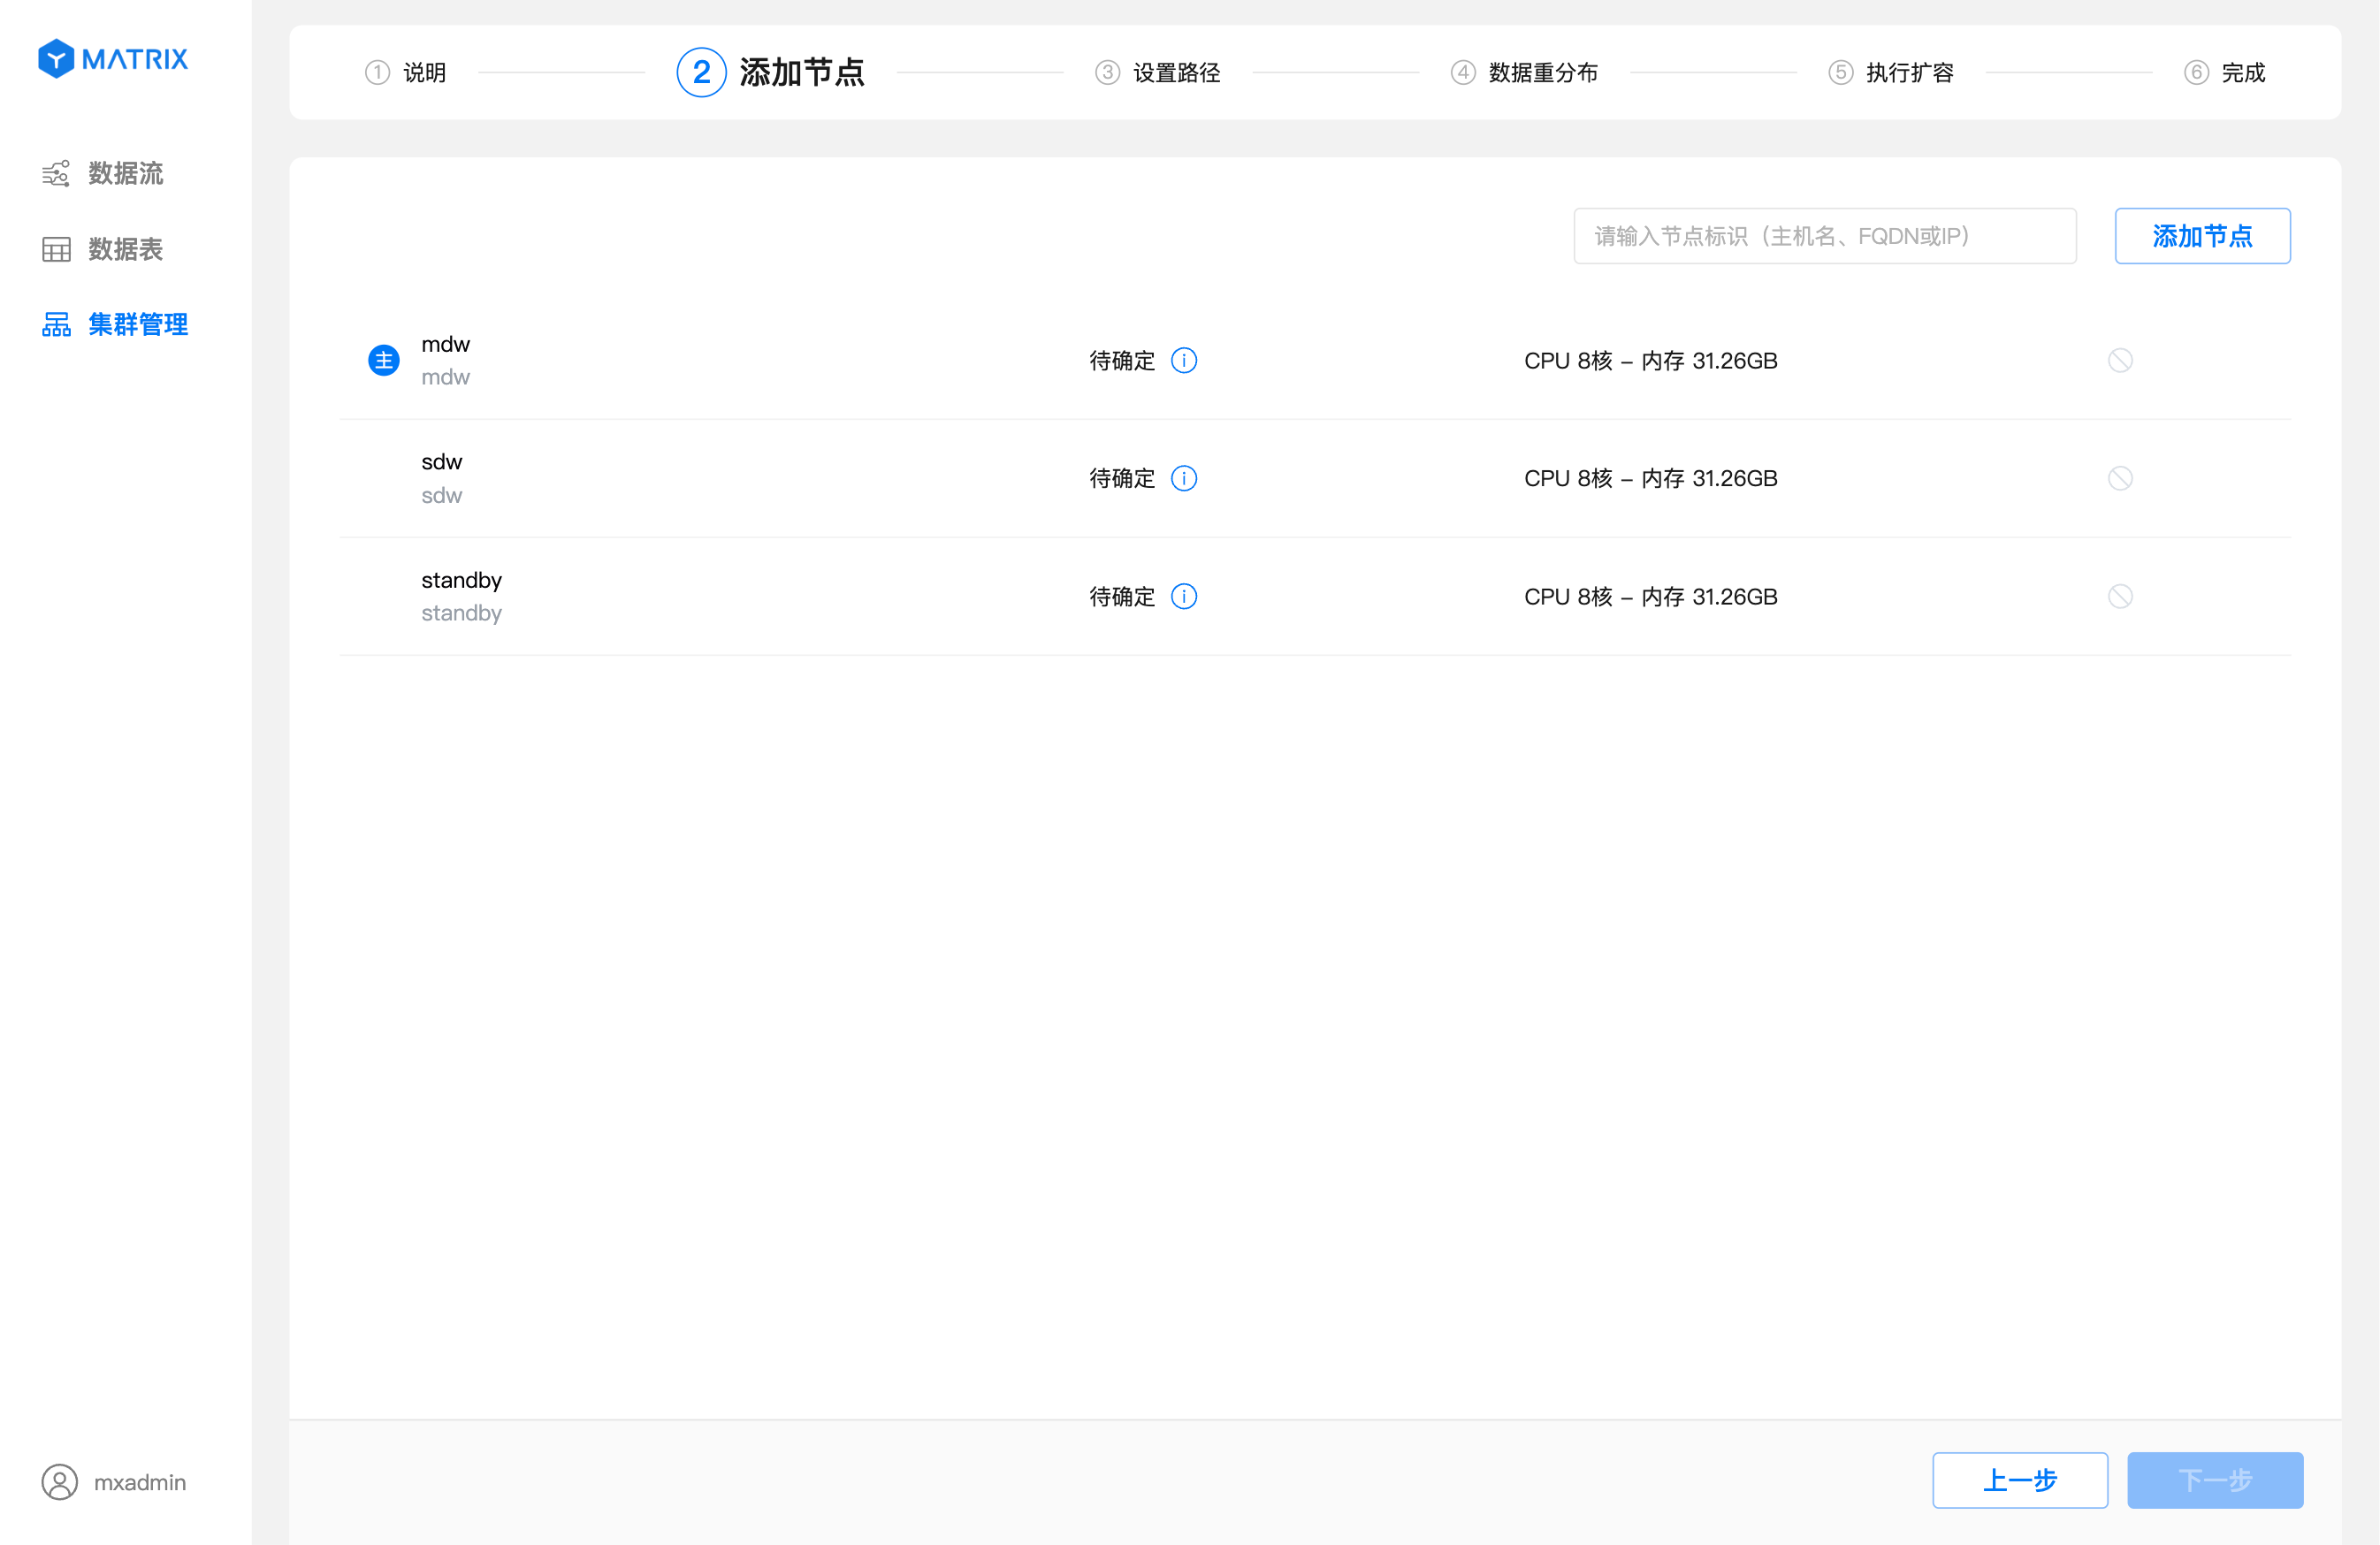 MATRIX
数据流
数据表
集群管理
mxadmin
1 说明
2 添加节点
3 设置路径
4 数据重分布
5 执行扩容
6 完成
请输入节点标识（主机名、FQDN或IP） 添加节点
主 mdw
mdw
待确定 i CPU 8核 – 内存 31.26GB
sdw
sdw
待确定 i CPU 8核 – 内存 31.26GB
standby
standby
待确定 i CPU 8核 – 内存 31.26GB
上一步 下一步